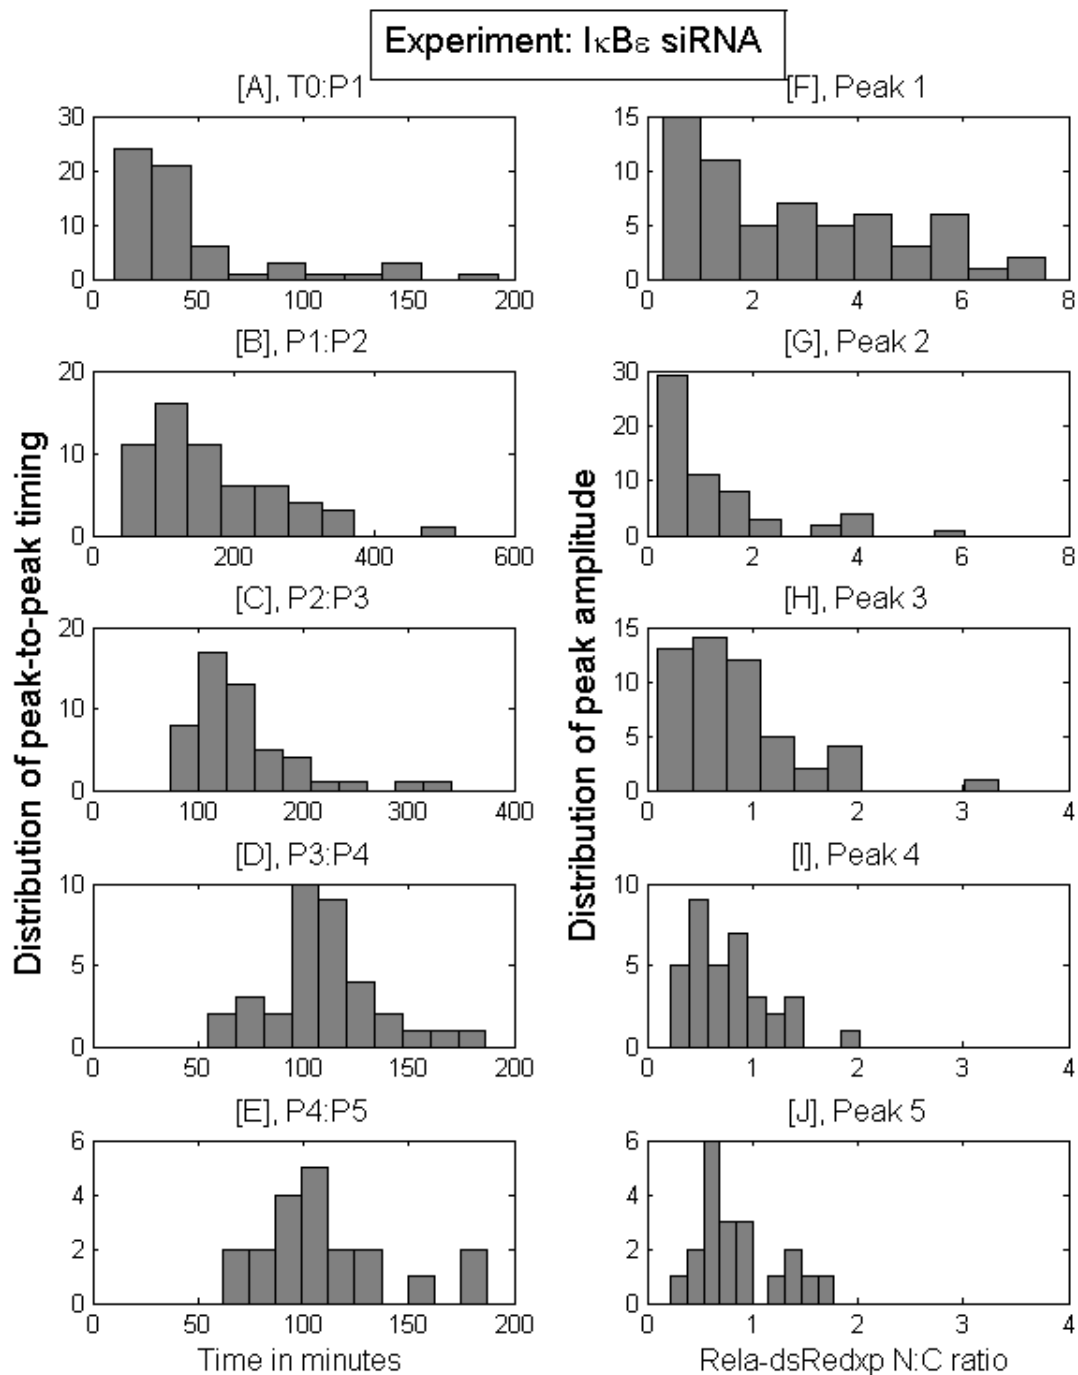 Experiment: IκBε siRNA
[A], T0:P1
30
20
10
0
0 50 100 150 200
[B], P1:P2
20
10
0
0 200 400 600
[C], P2:P3
20
10
0
0 100 200 300 400
[D], P3:P4
10
5
0
0 50 100 150 200
[E], P4:P5
6
4
2
0
0 50 100 150 200
Time in minutes
Distribution of peak-to-peak timing
[F], Peak 1
15
10
5
0
0 2 4 6 8
[G], Peak 2
30
20
10
0
0 2 4 6 8
[H], Peak 3
15
10
5
0
0 1 2 3 4
[I], Peak 4
10
5
0
0 1 2 3 4
[J], Peak 5
6
4
2
0
0 1 2 3 4
Rela-dsRedxp N:C ratio
Distribution of peak amplitude